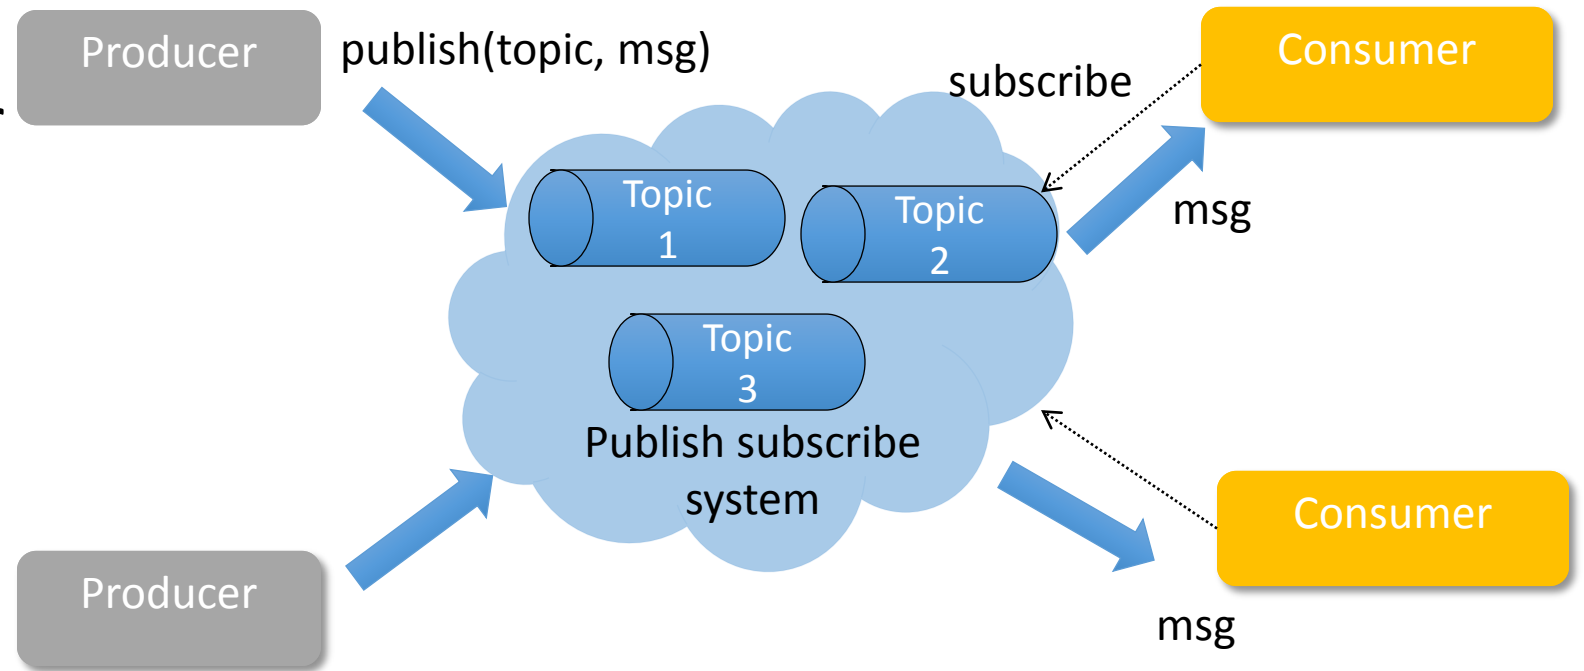 Producer
publish(topic, msg)
subscribe
Consumer
Topic
1
Topic
2
msg
Topic
3
Publish subscribe
system
Consumer
Producer
msg